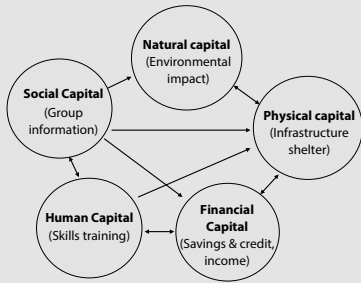 Natural capital
(Environmental
impact)
Social Capital
(Group
information)
Physical capital
(Infrastructure
shelter)
Human Capital
(Skills training)
Financial
Capital
(Savings & credit,
income)